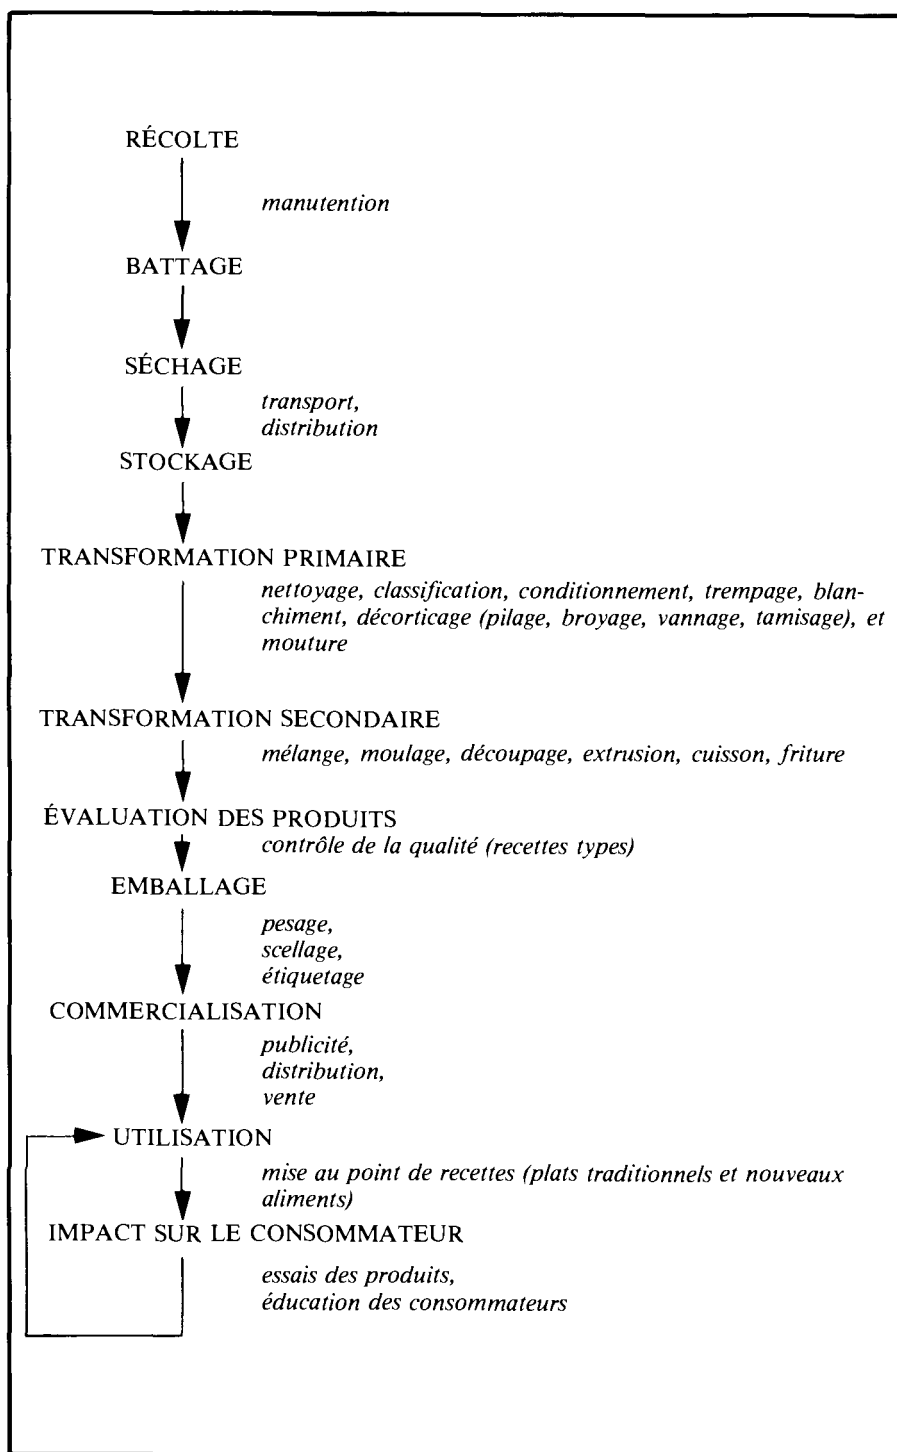 RÉCOLTE
manutention
BATTAGE
SÉCHAGE
transport,
distribution
STOCKAGE
TRANSFORMATION PRIMAIRE
nettoyage, classification, conditionnement, trempage, blan-
chiment, décorticage (pilage, broyage, vannage, tamisage), et
mouture
TRANSFORMATION SECONDAIRE
mélange, moulage, découpage, extrusion, cuisson, friture
ÉVALUATION DES PRODUITS
contrôle de la qualité (recettes types)
EMBALLAGE
pesage,
scellage,
étiquetage
COMMERCIALISATION
publicité,
distribution,
vente
UTILISATION
mise au point de recettes (plats traditionnels et nouveaux
aliments)
IMPACT SUR LE CONSOMMATEUR
essais des produits,
éducation des consommateurs